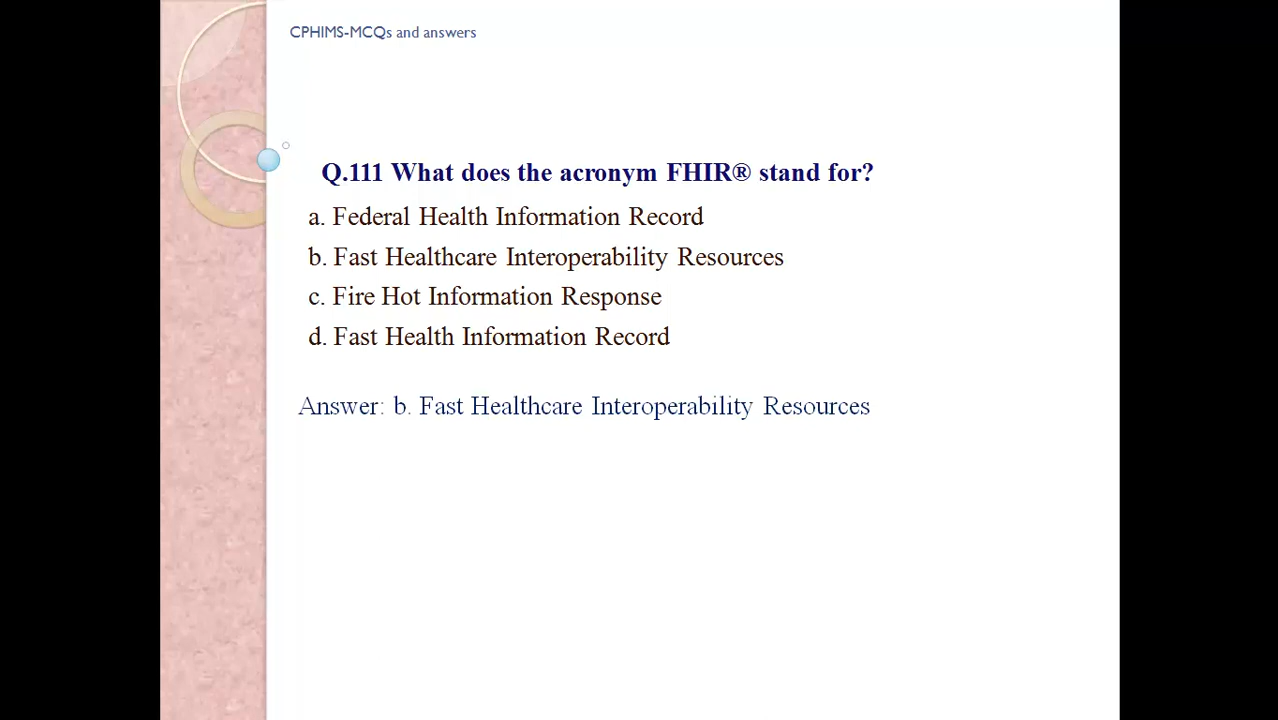 CPHIMS-MCQs and answers
Q.111 What does the acronym FHIR® stand for?
a. Federal Health Information Record
b. Fast Healthcare Interoperability Resources
c. Fire Hot Information Response
d. Fast Health Information Record
Answer: b. Fast Healthcare Interoperability Resources